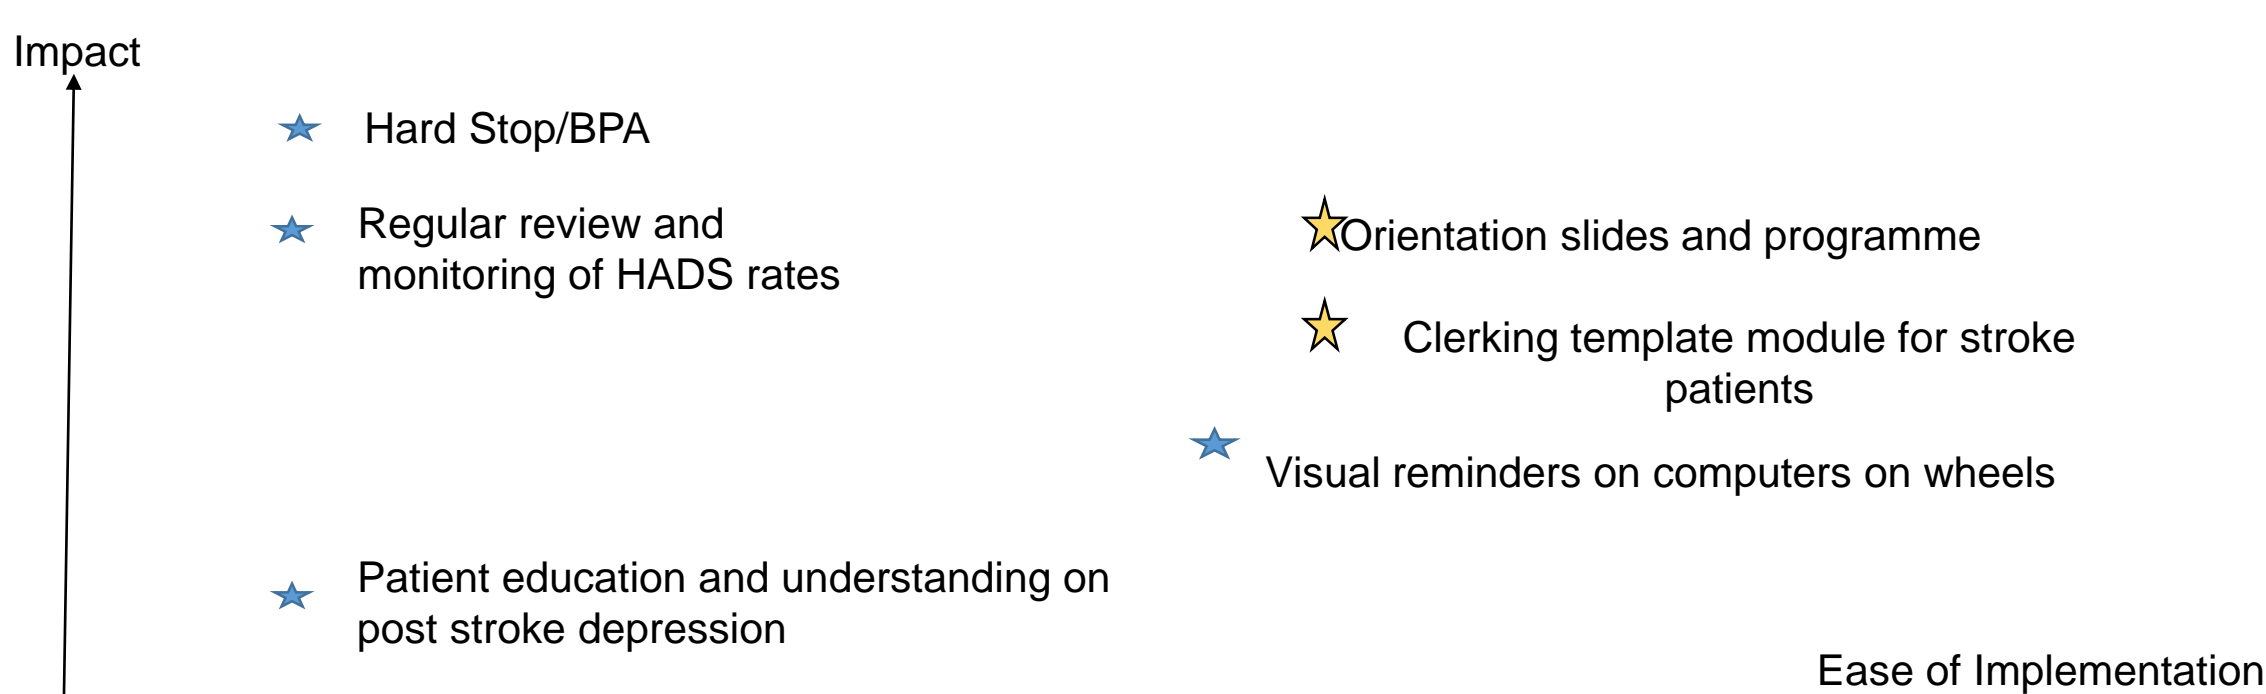 Impact
Hard Stop/BPA
Regular review and
monitoring of HADS rates
Orientation slides and programme
Clerking template module for stroke
patients
Visual reminders on computers on wheels
Patient education and understanding on
post stroke depression
Ease of Implementation